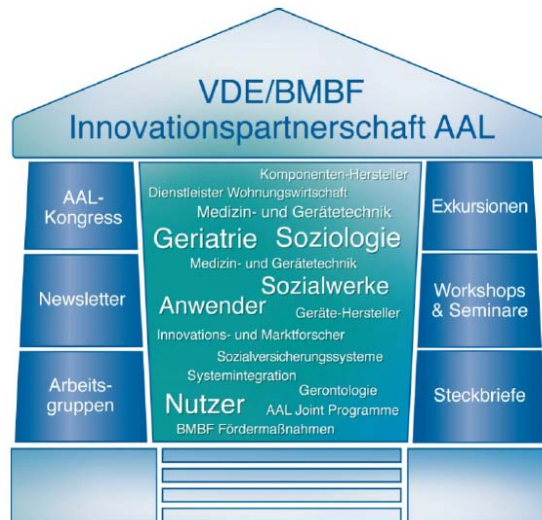 VDE/BMBF
Innovationspartnerschaft AAL
AAL-
Kongress
Newsletter
Arbeits-
gruppen
Komponenten-Hersteller
Dienstleister Wohnungswirtschaft
Medizin- und Gerätetechnik
Geriatrie Soziologie
Medizin- und Gerätetechnik
Sozialwerke
Anwender
Geräte-Hersteller
Innovations- und Marktforscher
Sozialversicherungssysteme
Systemintegration
Gerontologie
Nutzer
AAL Joint Programme
BMBF Fördermaßnahmen
Exkursionen
Workshops
& Seminare
Steckbriefe